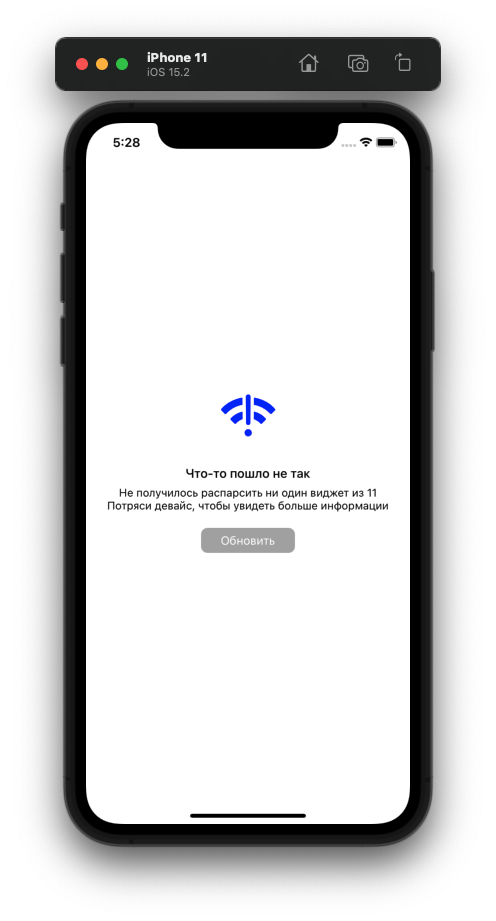 iPhone 11
iOS 15.2
5:28
Что-то пошло не так
Не получилось распарсить ни один виджет из 11
Потряси девайс, чтобы увидеть больше информации
Обновить